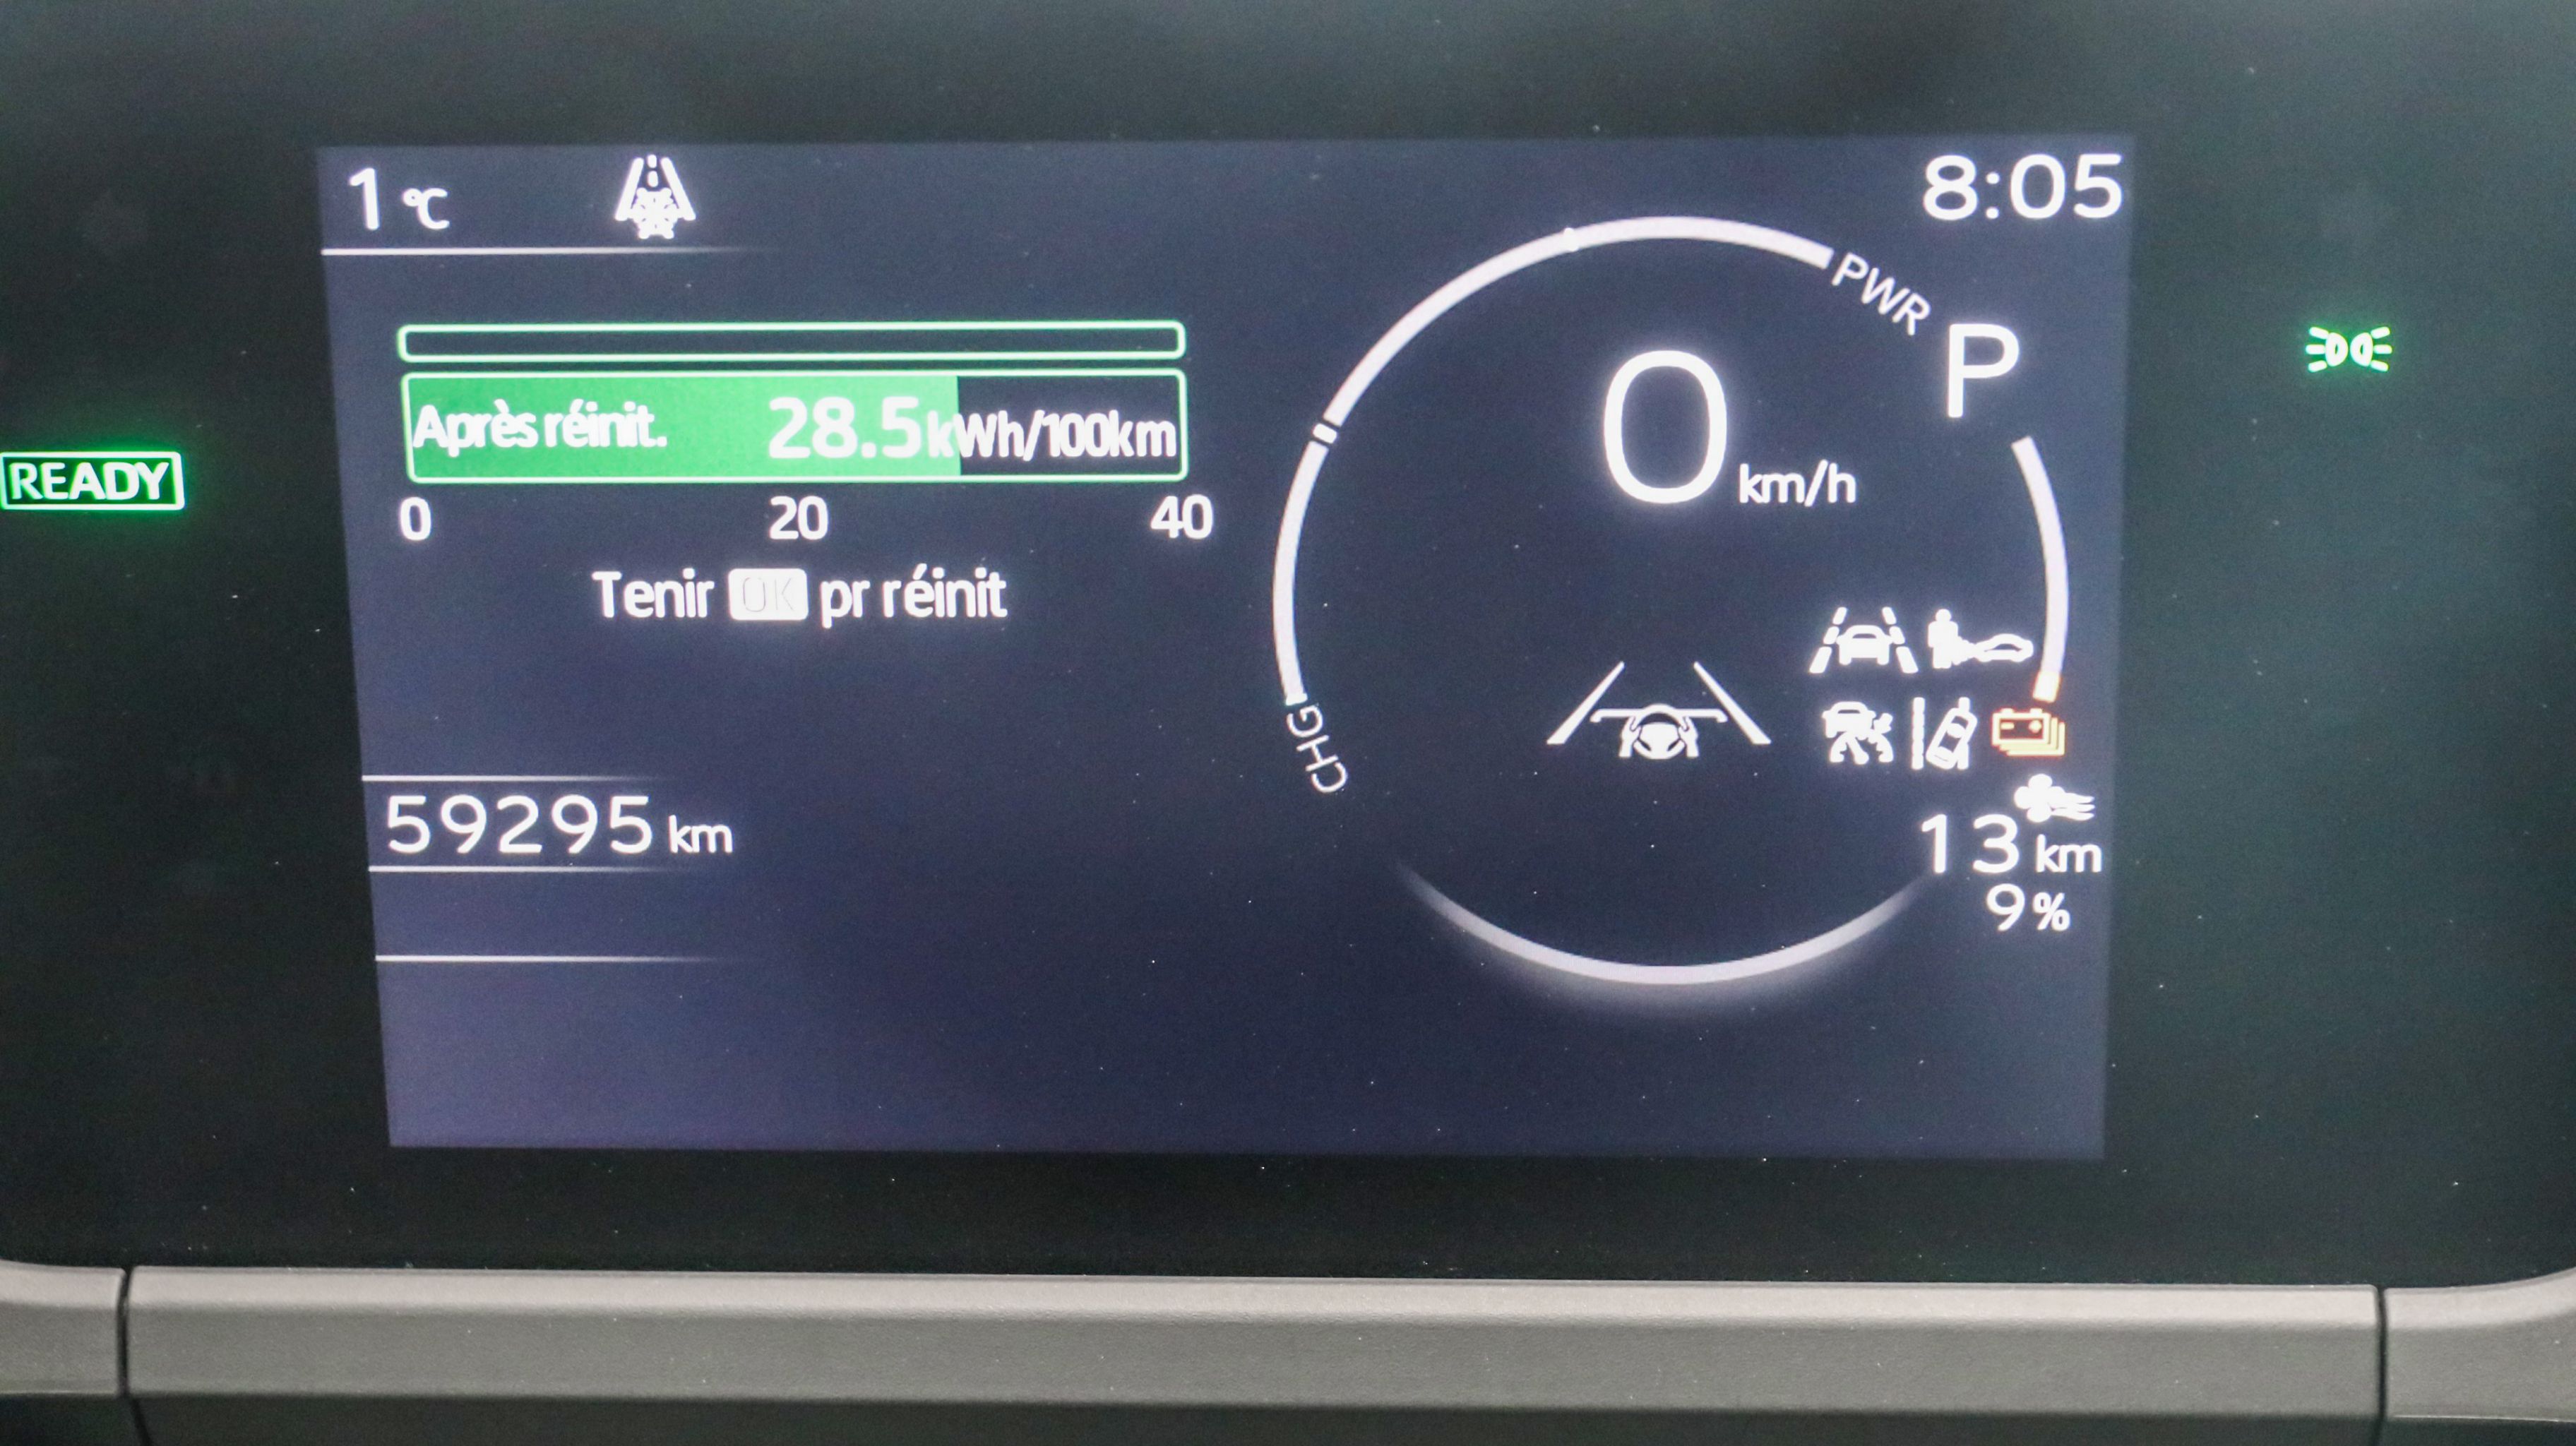 1 °C
8:05
PWR
P
Après réinit. 28.5 kWh/100km
0 km/h
READY
0 20 40
Tenir OK pr réinit
CHG
59295 km
13 km
9%